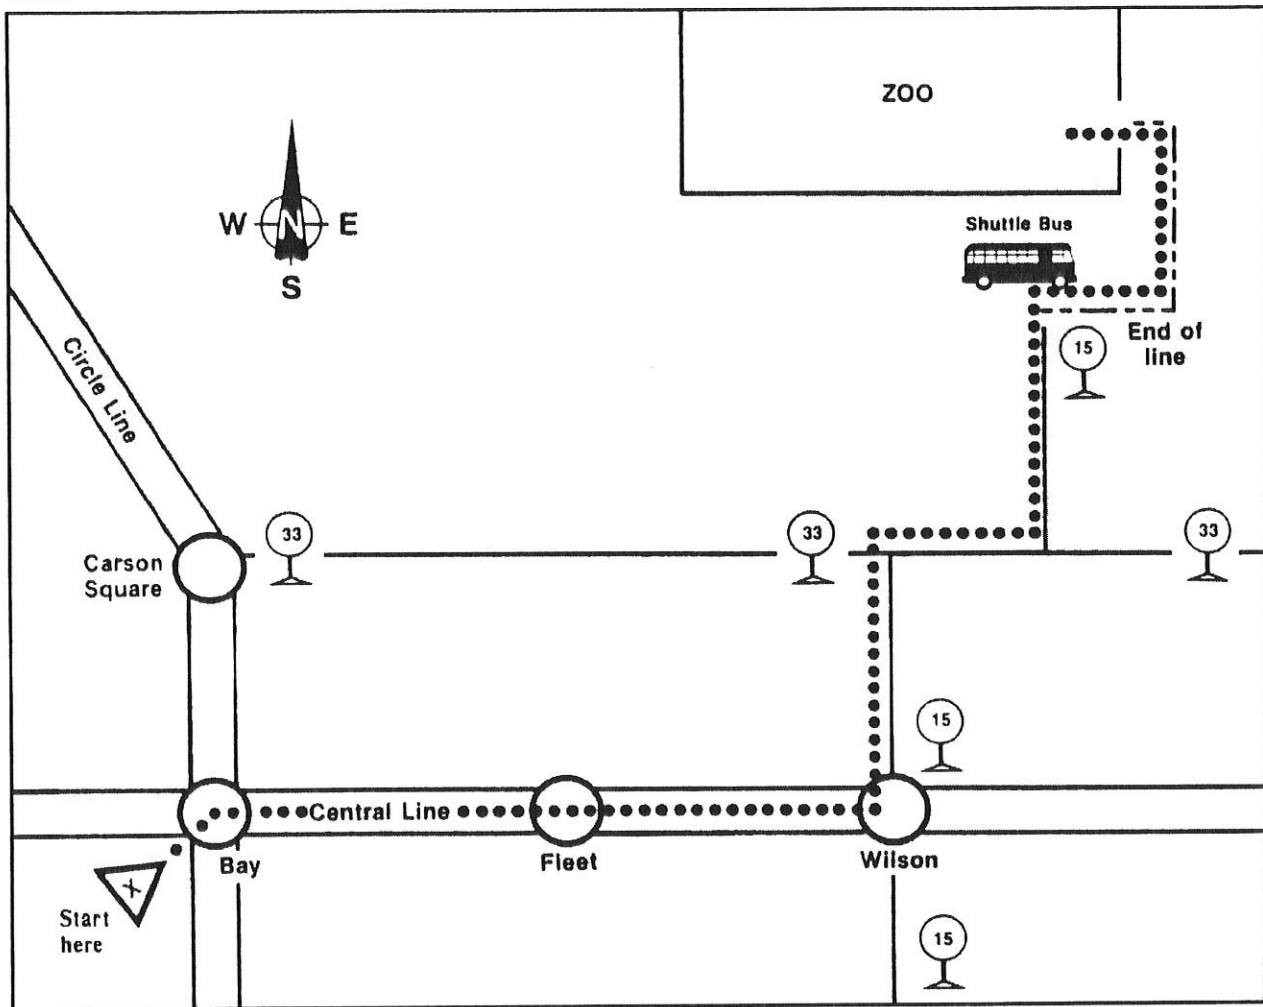 ZOO
W N E
S
Shuttle Bus
End of
line
15
Circle Line
33
33
33
Carson
Square
15
Central Line
Bay
Fleet
Wilson
X
Start
here
15